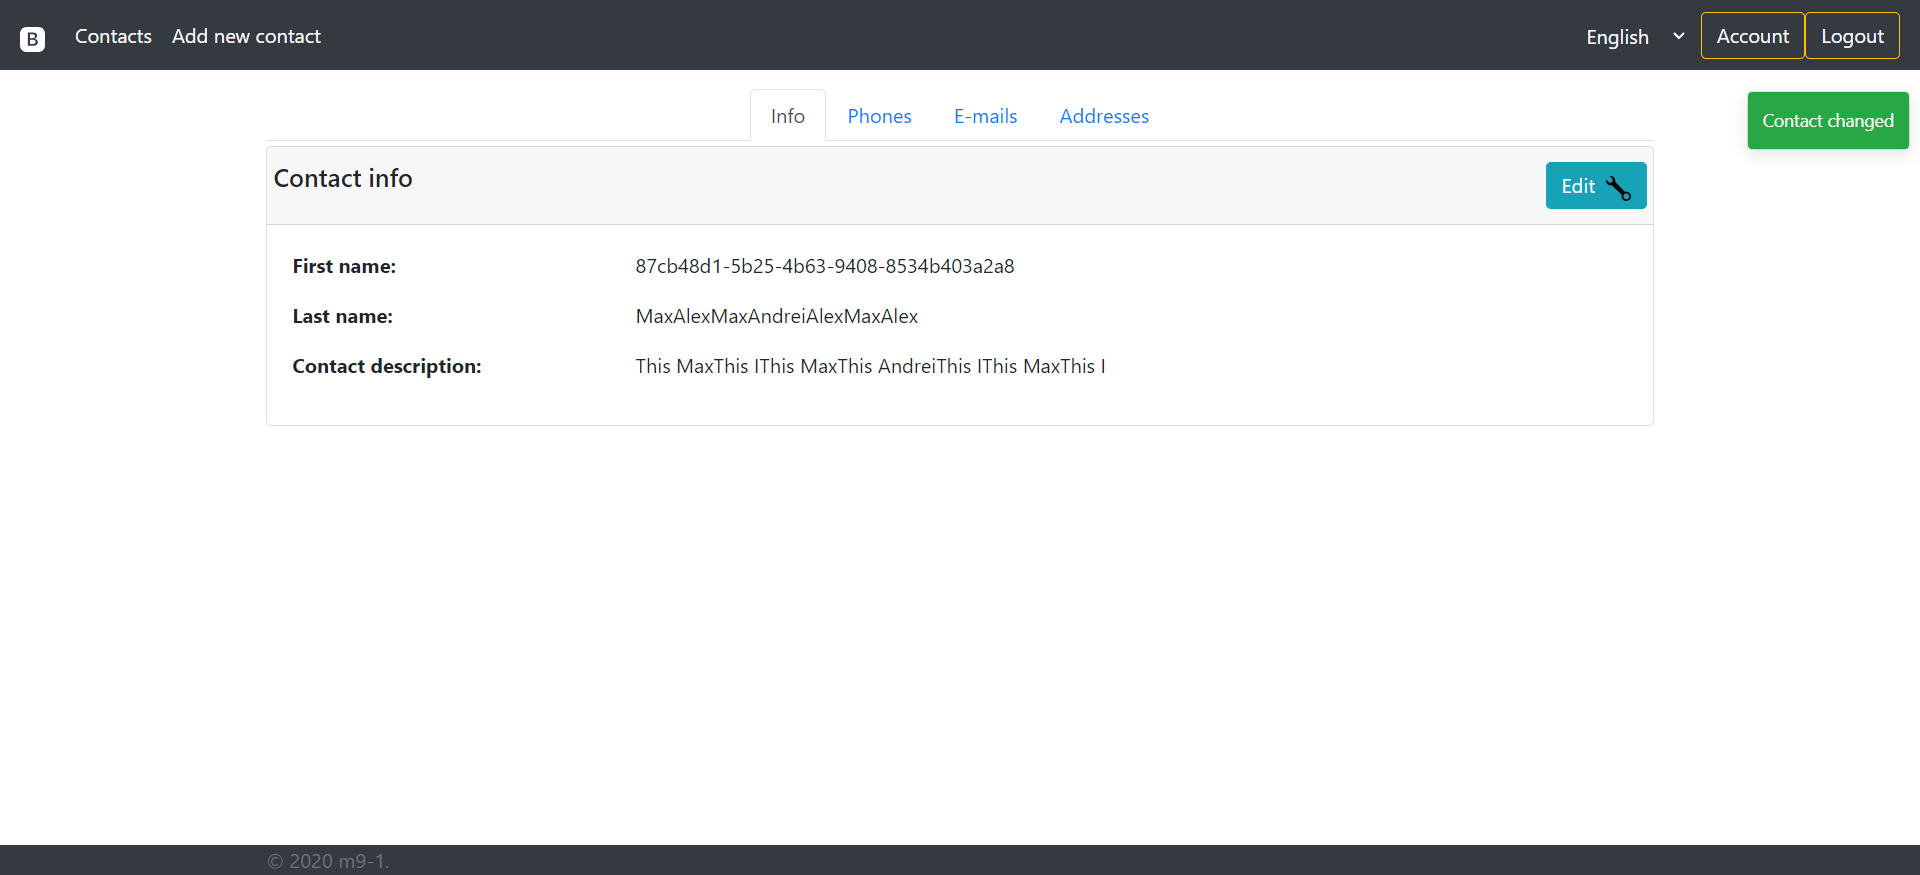 B Contacts Add new contact English Account Logout
Info Phones E-mails Addresses
Contact changed
Contact info
Edit
First name: 87cb48d1-5b25-4b63-9408-8534b403a2a8
Last name: MaxAlexMaxAndreiAlexMaxAlex
Contact description: This MaxThis IThis MaxThis AndreiThis IThis MaxThis I
© 2020 m9-1.